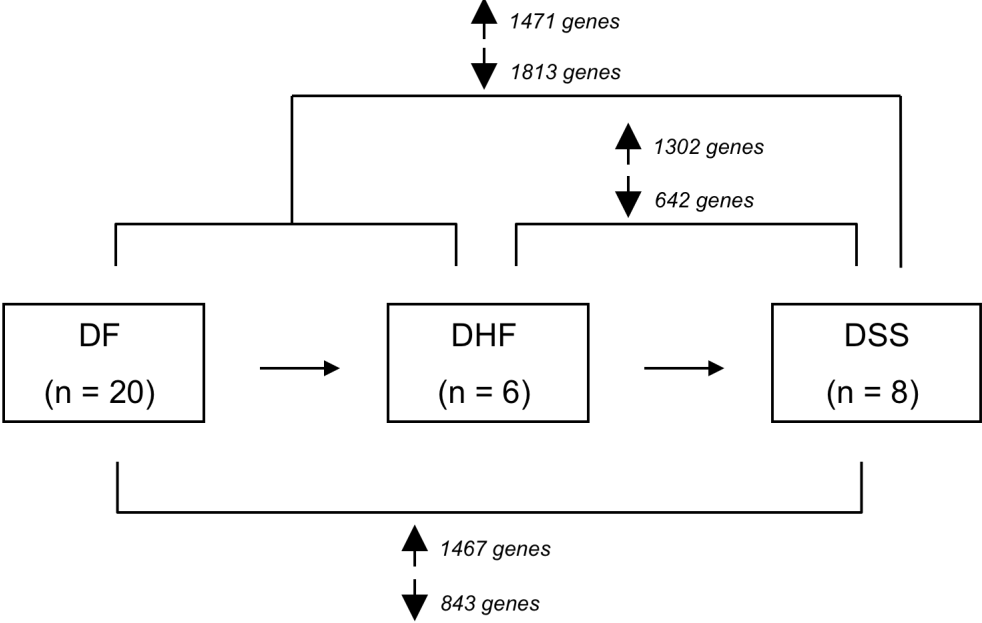 1471 genes
1813 genes
1302 genes
642 genes
DF
(n = 20)
DHF
(n = 6)
DSS
(n = 8)
1467 genes
843 genes